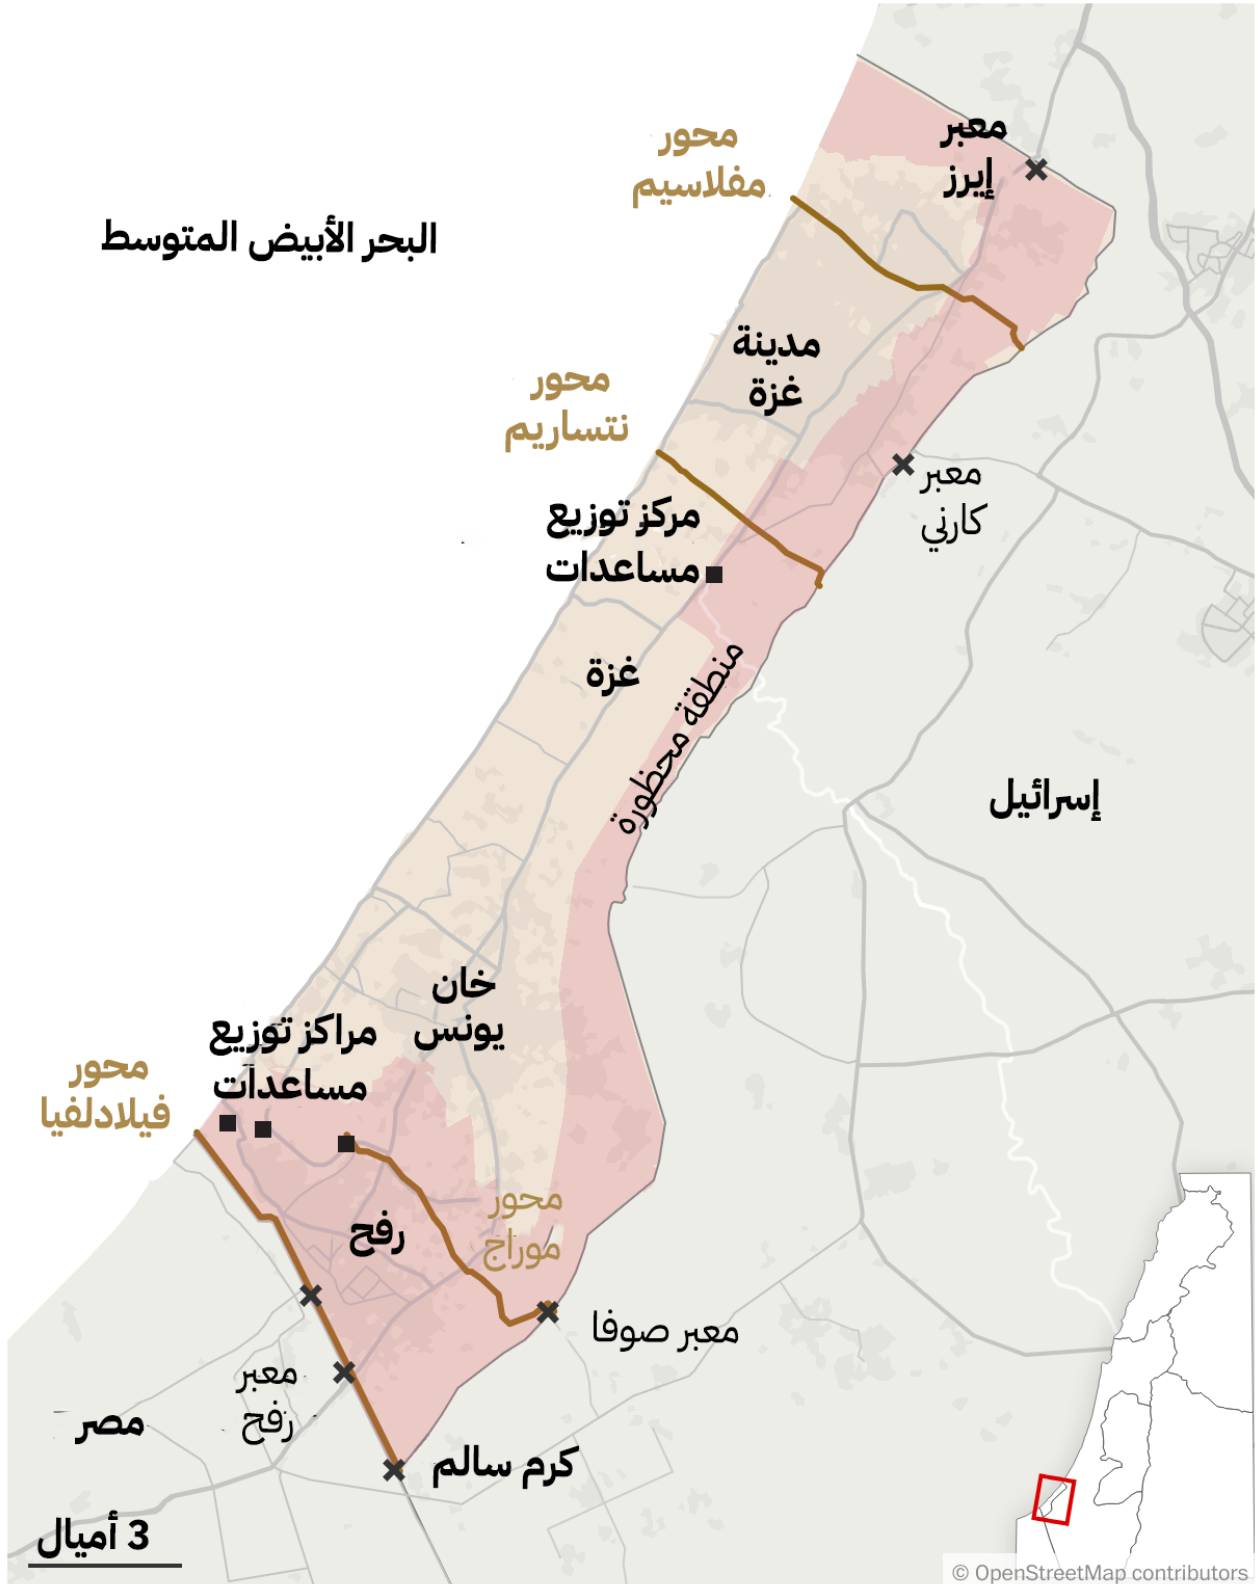 معبر
إيرز
محور
مفلاسيم
البحر الأبيض المتوسط
مدينة
غزة
محور
نتساريم
معبر
كارني
مركز توزيع
مساعدات
غزة
منطقة محظورة
إسرائيل
خان
يونس
مراكز توزيع
مساعدات
محور
فيلادلفيا
محور
موراج
رفح
معبر صوفا
معبر
رفح
مصر
كرم سالم
3 أميال
© OpenStreetMap contributors